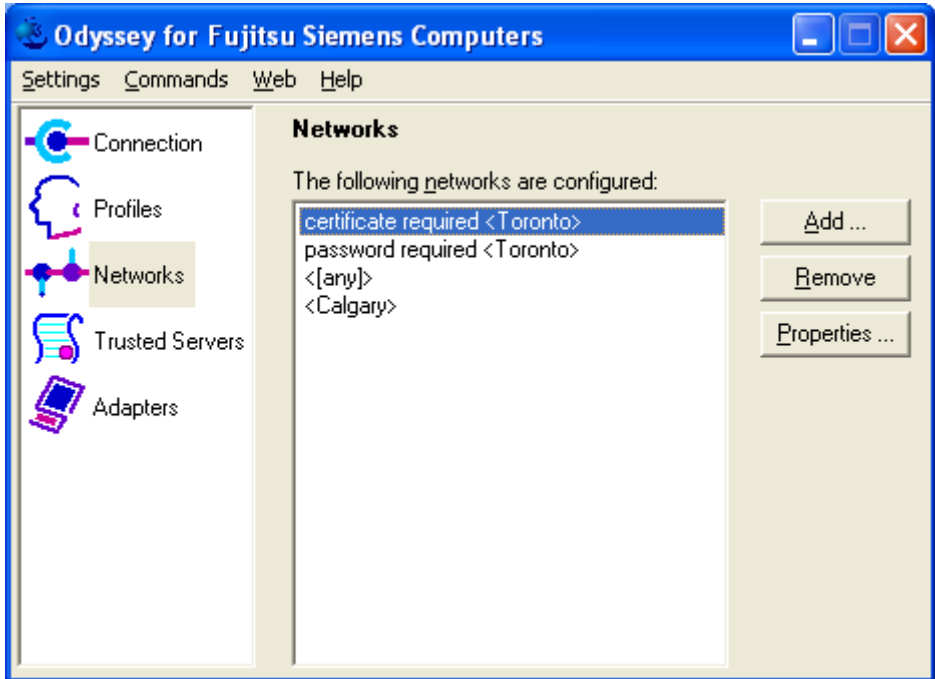 Odyssey for Fujitsu Siemens Computers
Settings Commands Web Help
Connection
Profiles
Networks
Trusted Servers
Adapters
Networks
The following networks are configured:
certificate required <Toronto>
password required <Toronto>
<[any]>
<Calgary>
Add ...
Remove
Properties ...